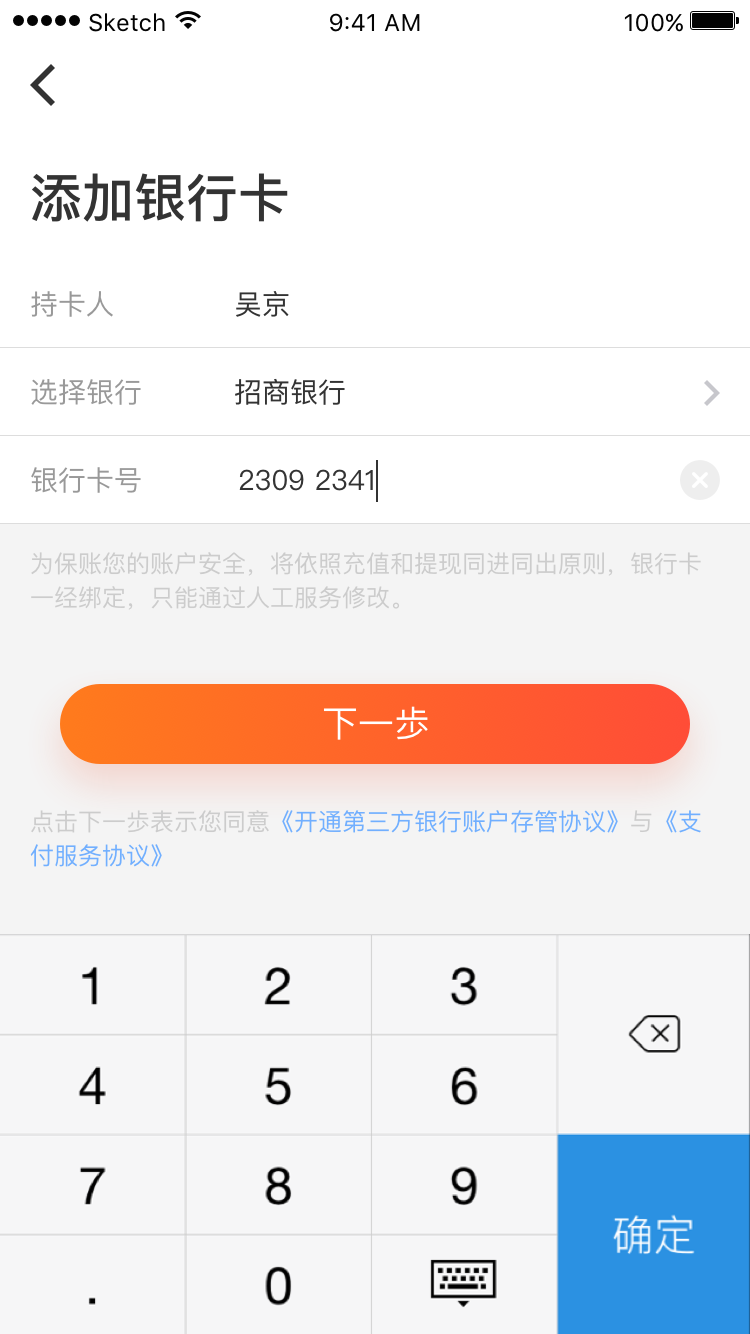 ●●●●● Sketch 9:41 AM 100%
添加银行卡
持卡人 吴京
选择银行 招商银行
银行卡号 2309 2341
为保账您的账户安全，将依照充值和提现同进同出原则，银行卡
一经绑定，只能通过人工服务修改。
下一歩
点击下一歩表示您同意《开通第三方银行账户存管协议》与《支
付服务协议》
1 2 3
4 5 6
7 8 9
确定
. 0